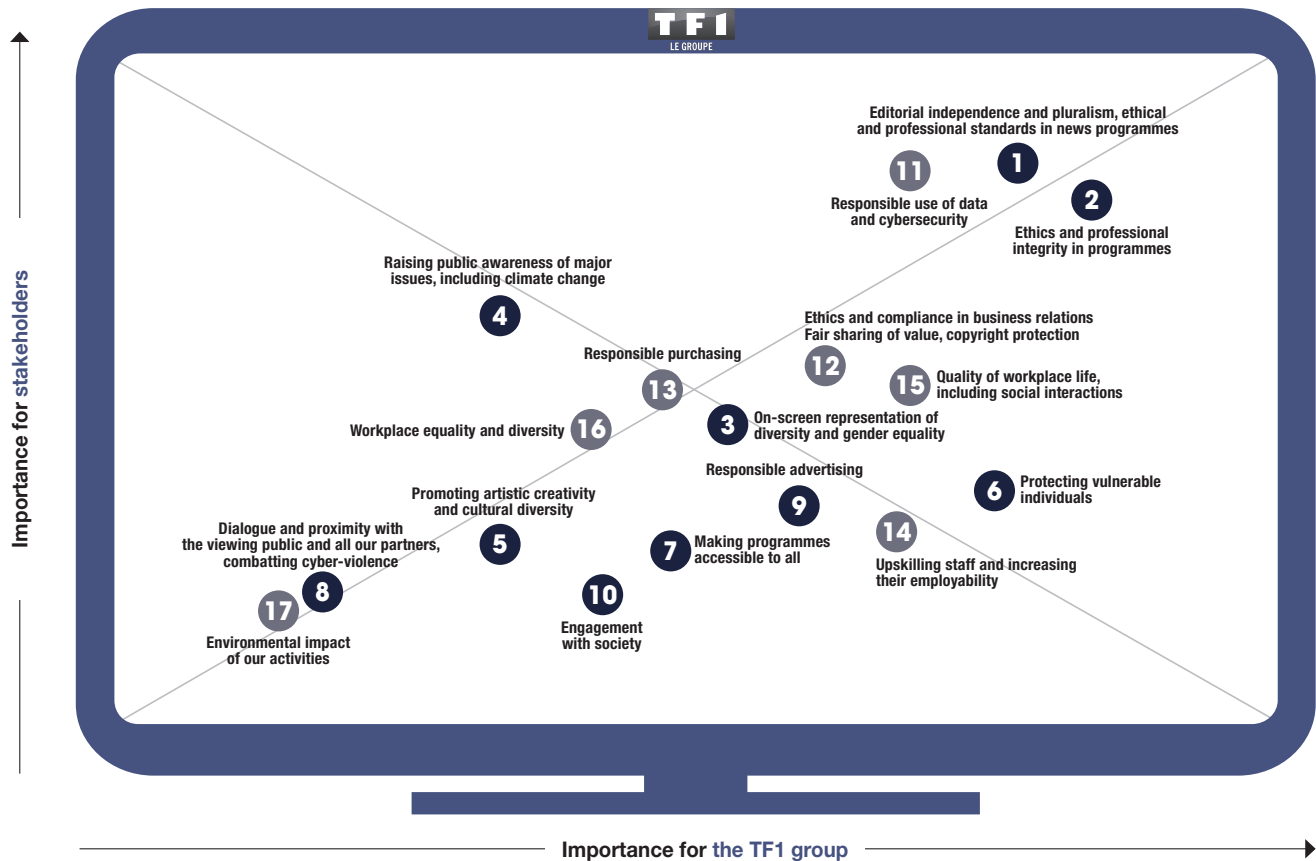 TF1
LE GROUPE
Editorial independence and pluralism, ethical
and professional standards in news programmes
11
1
Responsible use of data
and cybersecurity
2
Ethics and professional
integrity in programmes
Raising public awareness of major
issues, including climate change
4
Ethics and compliance in business relations
Fair sharing of value, copyright protection
12
Responsible purchasing
13
15
Quality of workplace life,
including social interactions
3
On-screen representation of
diversity and gender equality
Workplace equality and diversity
16
Responsible advertising
9
6
Protecting vulnerable
individuals
Promoting artistic creativity
and cultural diversity
5
7
Making programmes
accessible to all
14
Upskilling staff and increasing
their employability
Dialogue and proximity with
the viewing public and all our partners,
combatting cyber-violence
8
17
Environmental impact
of our activities
10
Engagement
with society
Importance for stakeholders
Importance for the TF1 group